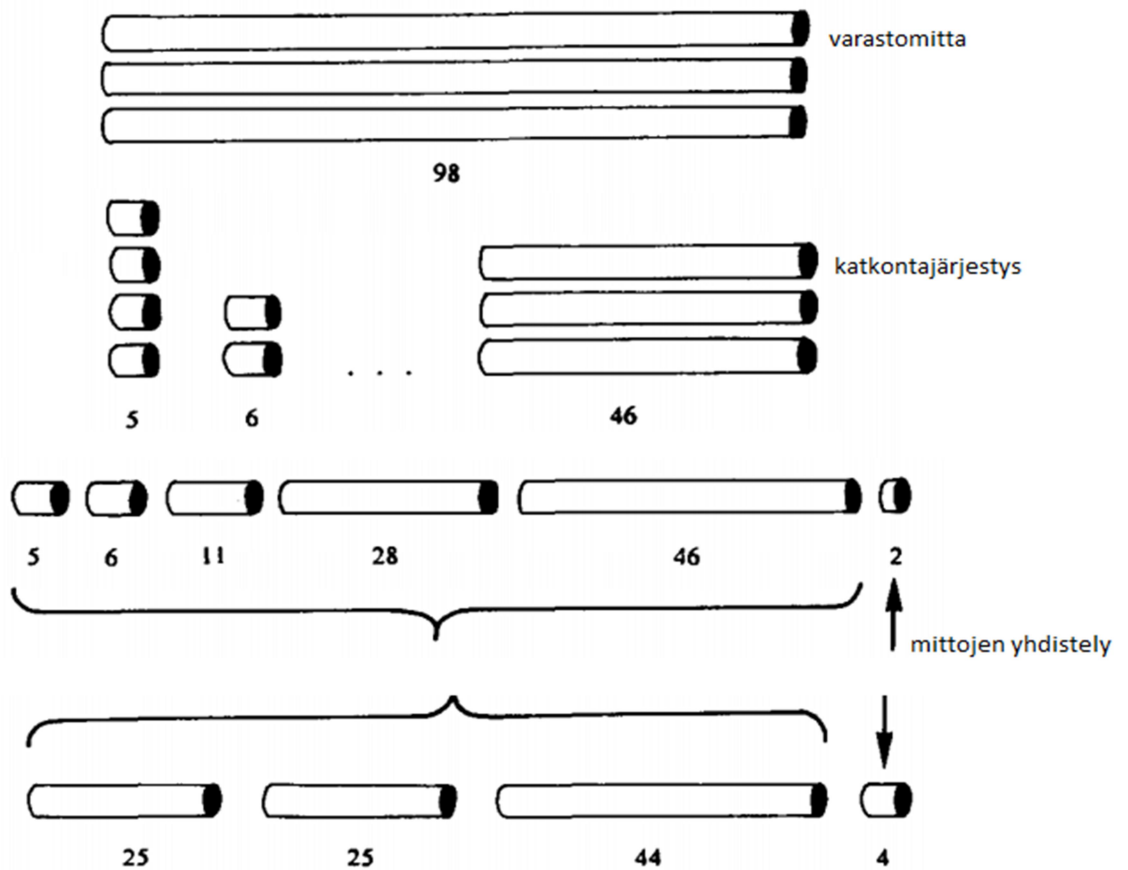 varastomitta
98
katkontajärjestys
. . .
5 6 46
5 6 11 28 46 2
mittojen yhdistely
25 25 44 4